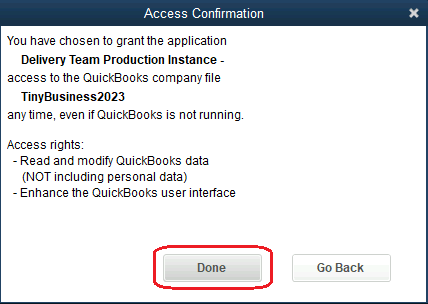 Access Confirmation
You have chosen to grant the application
Delivery Team Production Instance -
access to the QuickBooks company file
TinyBusiness2023
any time, even if QuickBooks is not running.
Access rights:
- Read and modify QuickBooks data
(NOT including personal data)
- Enhance the QuickBooks user interface
Done
Go Back